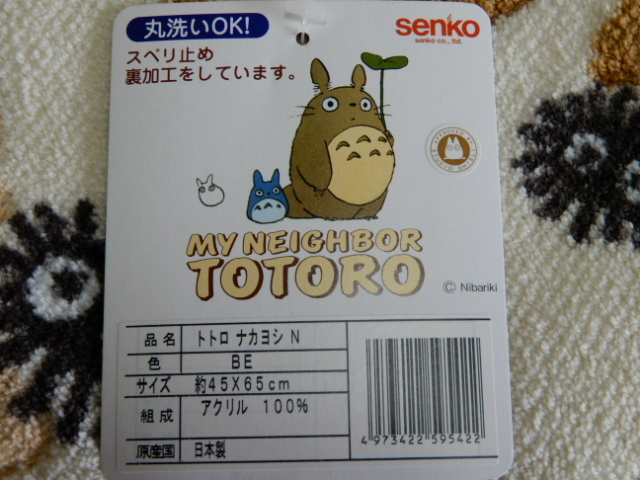 丸洗いOK!
スベリ止め
裏加工をしています。
senko
senko co., ltd.
MY NEIGHBOR
TOTORO
© Nibariki
品名 トトロ ナカヨシ N
色 BE
サイズ 約45X65cm
組成 アクリル 100%
原産国 日本製
4973422595422